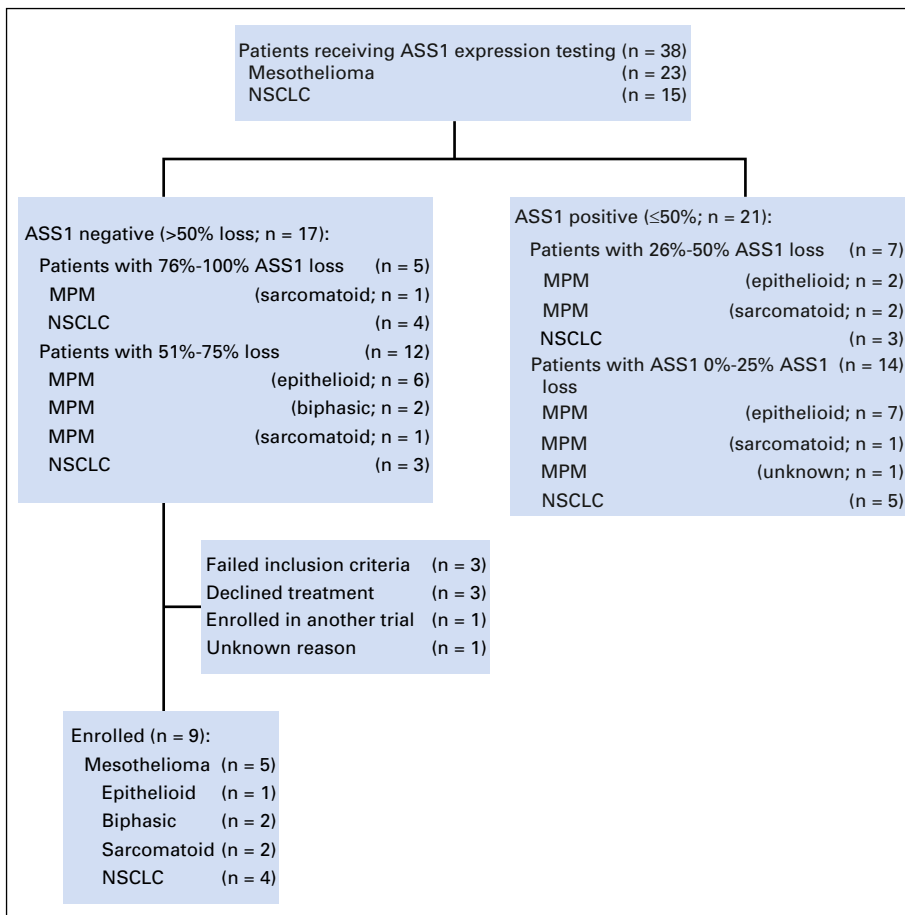 Patients receiving ASS1 expression testing (n = 38)
Mesothelioma (n = 23)
NSCLC (n = 15)
ASS1 negative (>50% loss; n = 17):
Patients with 76%-100% ASS1 loss (n = 5)
MPM (sarcomatoid; n = 1)
NSCLC (n = 4)
Patients with 51%-75% loss (n = 12)
MPM (epithelioid; n = 6)
MPM (biphasic; n = 2)
MPM (sarcomatoid; n = 1)
NSCLC (n = 3)
ASS1 positive (≤50%; n = 21):
Patients with 26%-50% ASS1 loss (n = 7)
MPM (epithelioid; n = 2)
MPM (sarcomatoid; n = 2)
NSCLC (n = 3)
Patients with ASS1 0%-25% ASS1 (n = 14)
loss
MPM (epithelioid; n = 7)
MPM (sarcomatoid; n = 1)
MPM (unknown; n = 1)
NSCLC (n = 5)
Failed inclusion criteria (n = 3)
Declined treatment (n = 3)
Enrolled in another trial (n = 1)
Unknown reason (n = 1)
Enrolled (n = 9):
Mesothelioma (n = 5)
Epithelioid (n = 1)
Biphasic (n = 2)
Sarcomatoid (n = 2)
NSCLC (n = 4)